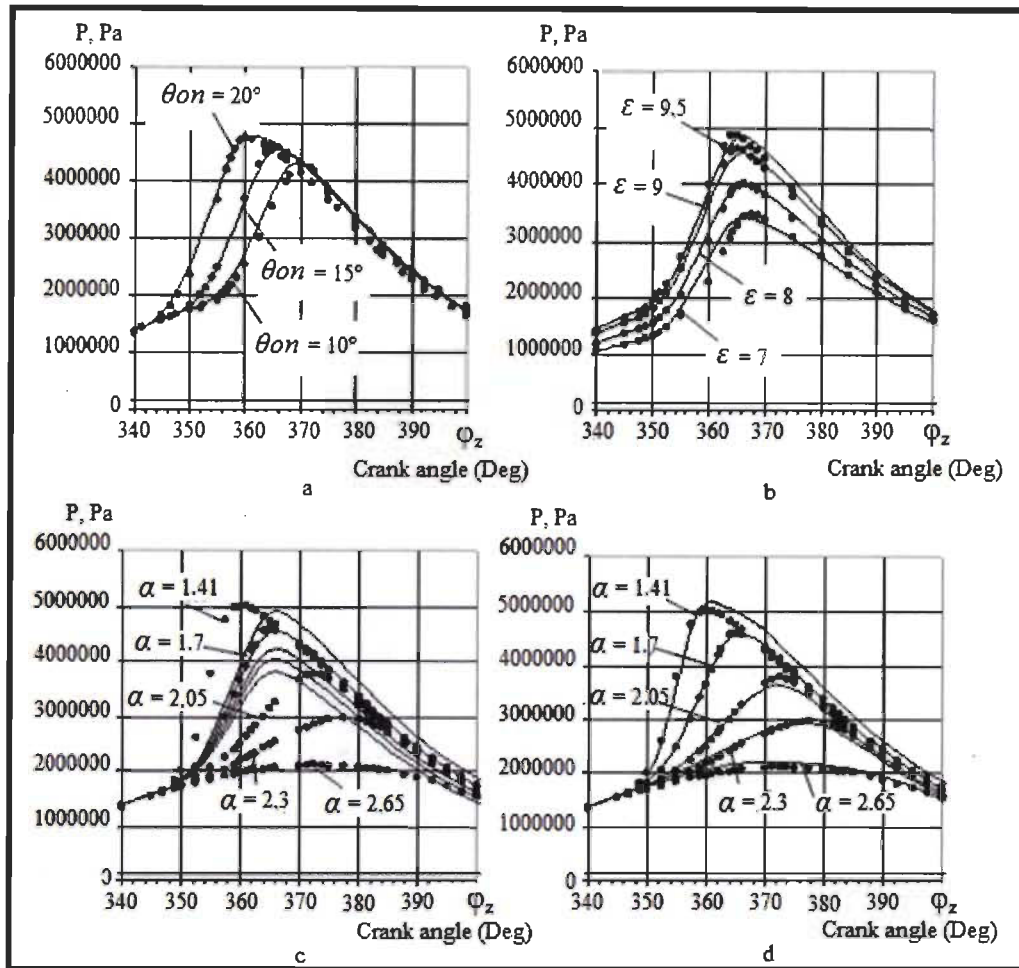 P, Pa
6000000
5000000
4000000
3000000
2000000
1000000
0
θon = 20°
θon = 15°
θon = 10°
340 350 360 370 380 390 φz
Crank angle (Deg)
a
P, Pa
6000000
5000000
4000000
3000000
2000000
1000000
0
ε = 9,5
ε = 9
ε = 8
ε = 7
340 350 360 370 380 390 φz
Crank angle (Deg)
b
P, Pa
6000000
5000000
4000000
3000000
2000000
1000000
0
α = 1.41
α = 1.7
α = 2,05
α = 2,3
α = 2.65
340 350 360 370 380 390 φz
Crank angle (Deg)
c
P, Pa
6000000
5000000
4000000
3000000
2000000
1000000
0
α = 1.41
α = 1.7
α = 2.05
α = 2.3
α = 2.65
340 350 360 370 380 390 φz
Crank angle (Deg)
d